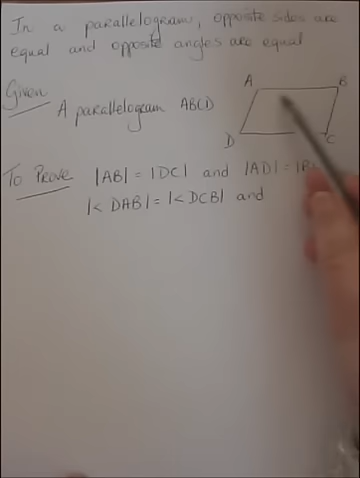 In a parallelogram, opposite sides are
equal and opposite angles are equal
Given
A parallelogram ABCD
A B
D C
To Prove |AB| = |DC| and |AD| = |B
|< DAB| = |< DCB| and